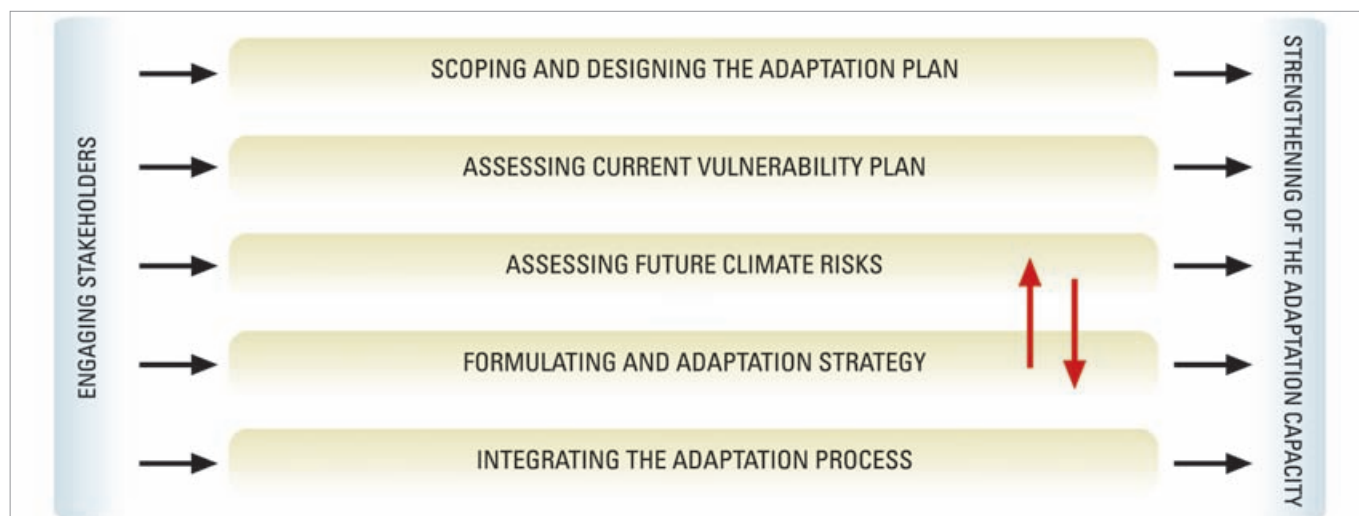 ENGAGING STAKEHOLDERS
SCOPING AND DESIGNING THE ADAPTATION PLAN
ASSESSING CURRENT VULNERABILITY PLAN
ASSESSING FUTURE CLIMATE RISKS
FORMULATING AND ADAPTATION STRATEGY
INTEGRATING THE ADAPTATION PROCESS
STRENGTHENING OF THE ADAPTATION CAPACITY